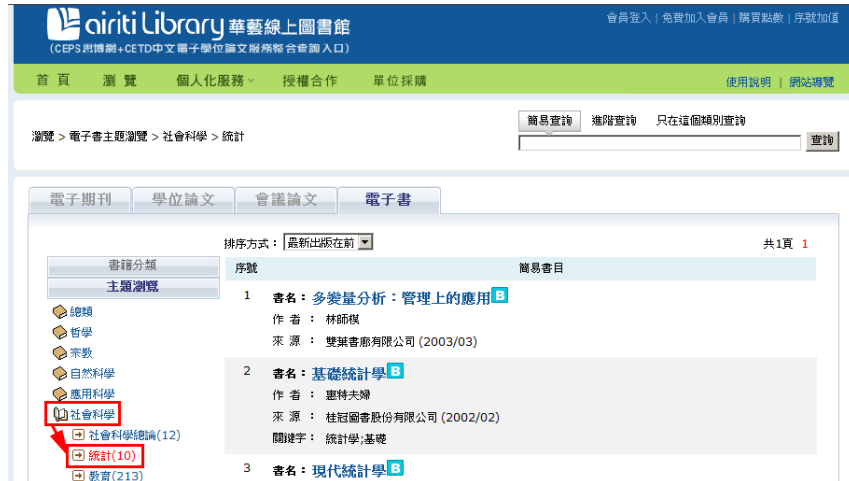 airiti Library 華藝線上圖書館
(CEPS思博網+CETD中文電子學位論文服務整合查詢入口)
會員登入 | 免費加入會員 | 購買點數 | 序號加值
首 頁 瀏 覽 個人化服務 授權合作 單位採購
使用說明 | 網站導覽
瀏覽 > 電子書主題瀏覽 > 社會科學 > 統計
簡易查詢 進階查詢 只在這個類別查詢
查詢
電子期刊 學位論文 會議論文 電子書
排序方式： 最新出版在前
共1頁 1
書籍分類
主題瀏覽
總類
哲學
宗教
自然科學
應用科學
社會科學
社會科學總論(12)
統計(10)
教育(213)
序號 簡易書目
1 書名：多變量分析：管理上的應用 B
作 者 ： 林師模
來 源 ： 雙葉書廊有限公司 (2003/03)
2 書名：基礎統計學 B
作 者 ： 惠特夫婦
來 源 ： 桂冠圖書股份有限公司 (2002/02)
關鍵字： 統計學;基礎
3 書名：現代統計學 B